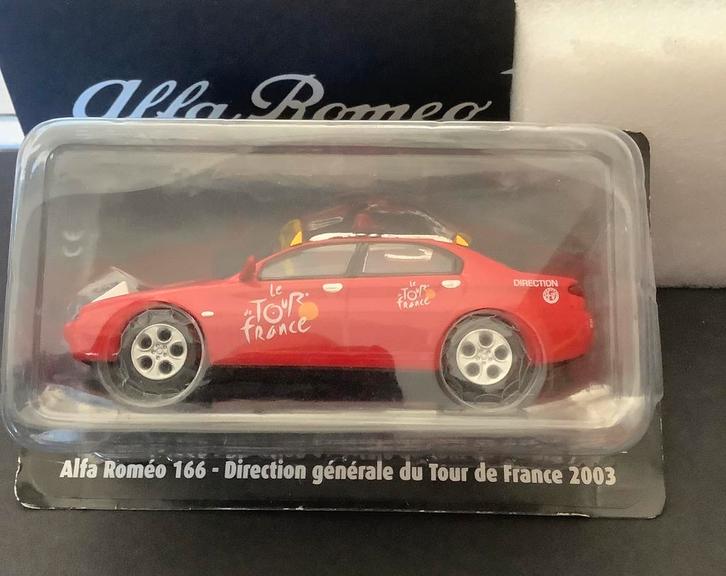 Alfa Romeo
le
de TOUR
france
le
de TOUR
france
DIRECTION
Alfa Roméo 166 - Direction générale du Tour de France 2003